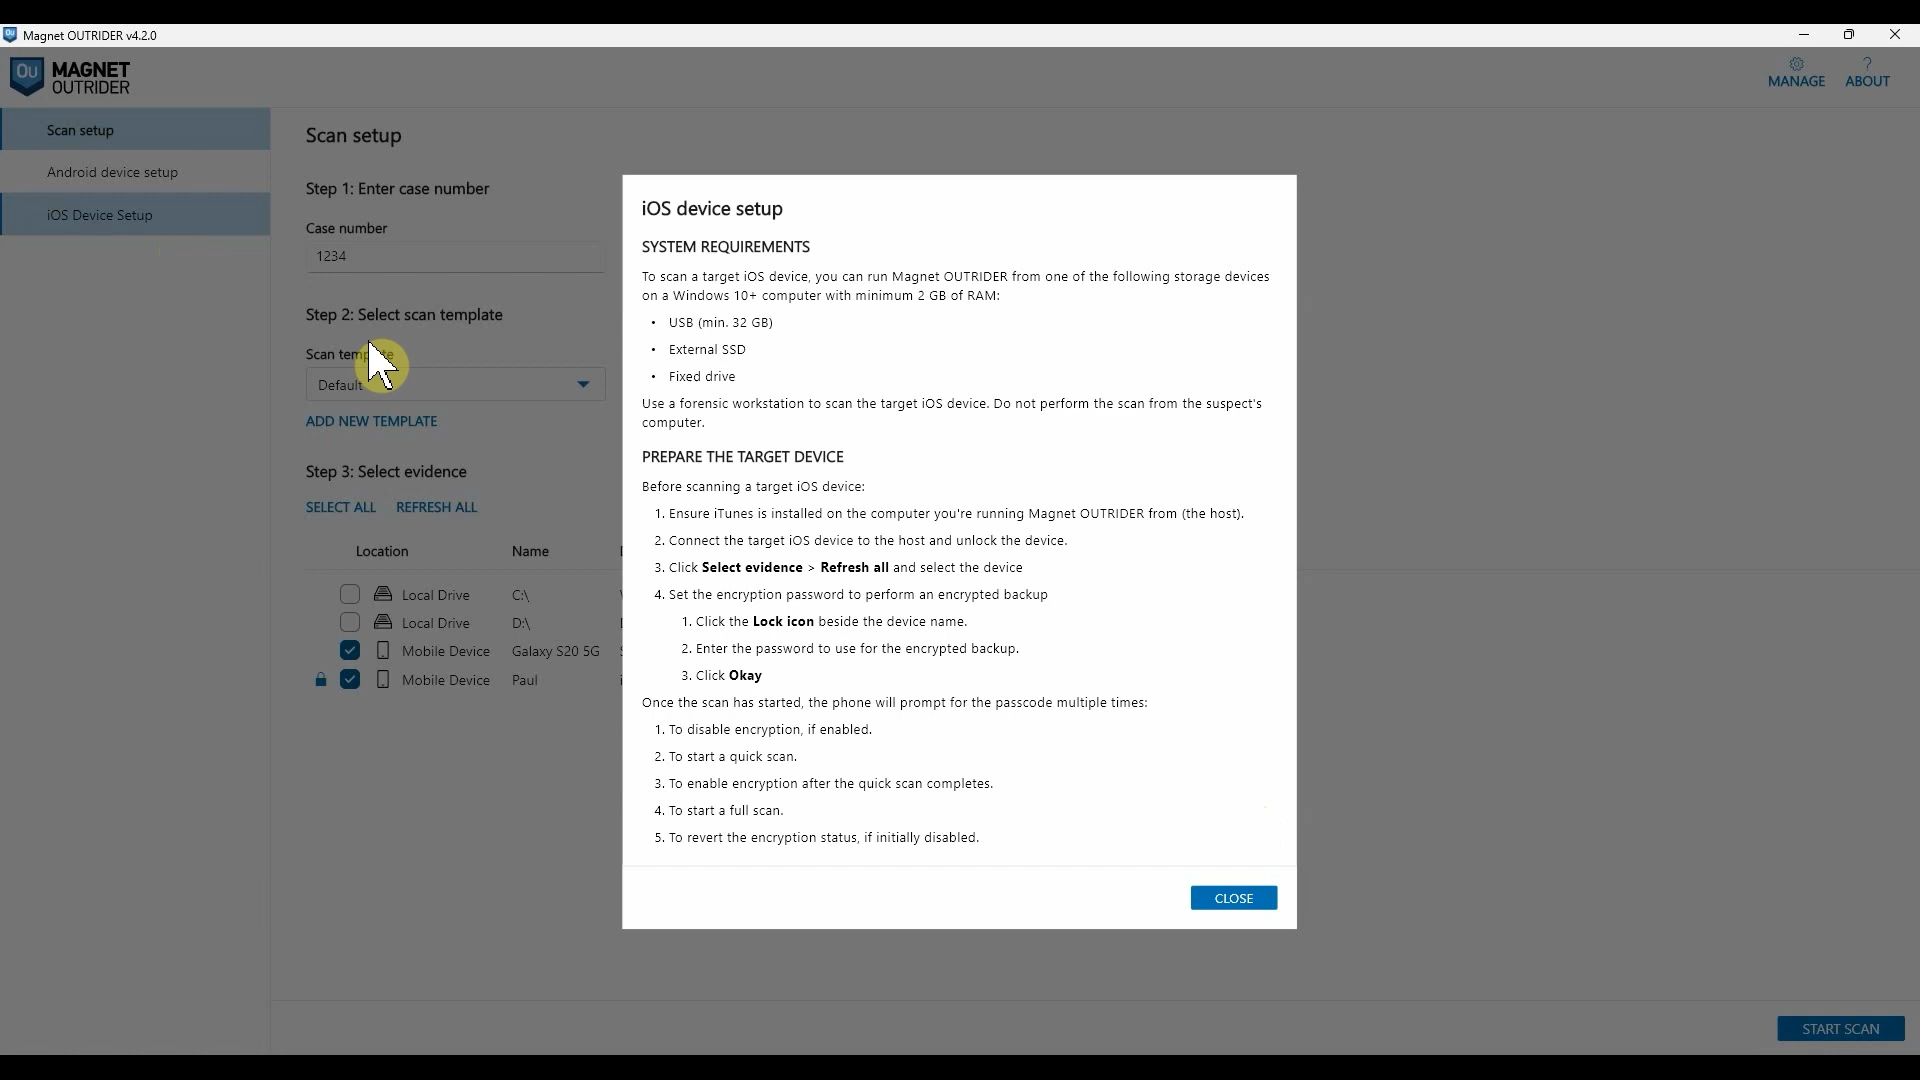 Magnet OUTRIDER v4.2.0
OU MAGNET
OUTRIDER
MANAGE
?
ABOUT
Scan setup
Android device setup
iOS Device Setup
Scan setup
Step 1: Enter case number
Case number
1234
Step 2: Select scan template
Scan template
Default
ADD NEW TEMPLATE
Step 3: Select evidence
SELECT ALL REFRESH ALL
Location Name
Local Drive C:\
Local Drive D:\
Mobile Device Galaxy S20 5G
Mobile Device Paul
iOS device setup
SYSTEM REQUIREMENTS
To scan a target iOS device, you can run Magnet OUTRIDER from one of the following storage devices
on a Windows 10+ computer with minimum 2 GB of RAM:
• USB (min. 32 GB)
• External SSD
• Fixed drive
Use a forensic workstation to scan the target iOS device. Do not perform the scan from the suspect's
computer.
PREPARE THE TARGET DEVICE
Before scanning a target iOS device:
1. Ensure iTunes is installed on the computer you're running Magnet OUTRIDER from (the host).
2. Connect the target iOS device to the host and unlock the device.
3. Click Select evidence > Refresh all and select the device
4. Set the encryption password to perform an encrypted backup
1. Click the Lock icon beside the device name.
2. Enter the password to use for the encrypted backup.
3. Click Okay
Once the scan has started, the phone will prompt for the passcode multiple times:
1. To disable encryption, if enabled.
2. To start a quick scan.
3. To enable encryption after the quick scan completes.
4. To start a full scan.
5. To revert the encryption status, if initially disabled.
CLOSE
START SCAN